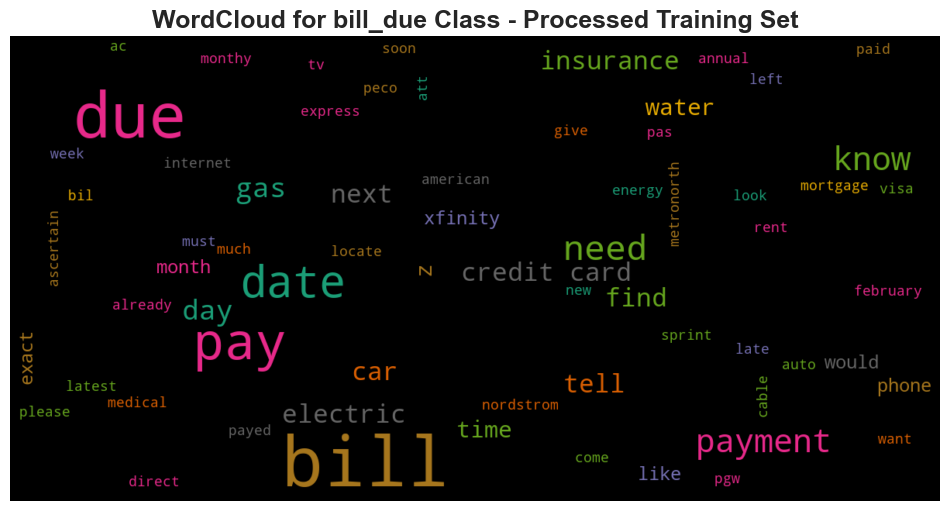 WordCloud for bill_due Class - Processed Training Set
ac
monthy
tv
soon
insurance
annual
paid
left
peco
att
due
express
water
give
pas
week
internet
know
gas
next
american
energy
metronorth
look
mortgage
visa
bil
xfinity
rent
ascertain
must
much
locate
need
month
z
credit card
date
new
find
february
already
day
pay
sprint
late
exact
car
auto
would
latest
tell
cable
phone
please
medical
electric
nordstrom
payed
time
payment
want
bill
come
like
pgw
direct